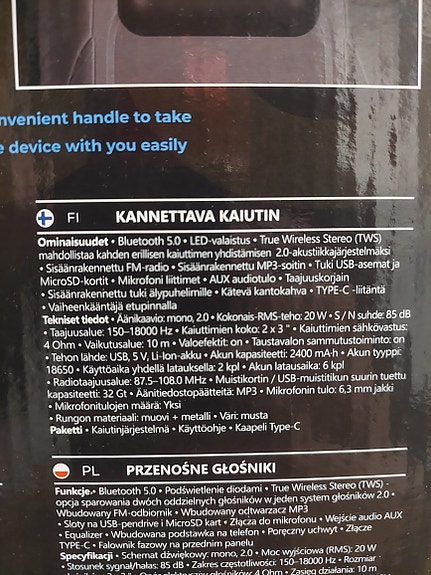 nvenient handle to take
e device with you easily
FI KANNETTAVA KAIUTIN
Ominaisuudet • Bluetooth 5.0 • LED-valaistus • True Wireless Stereo (TWS)
mahdollistaa kahden erillisen kaiuttimen yhdistämisen 2.0-akustiikkajärjestelmäksi
• Sisäänrakennettu FM-radio • Sisäänrakennettu MP3-soitin • Tuki USB-asemat ja
MicroSD-kortit • Mikrofoni liittimet • AUX audiotulo • Taajuuskorjain
• Sisäänrakennettu tuki älypuhelimille • Kätevä kantokahva • TYPE-C -liitäntä
• Vaiheenkääntäjä etupinnalla
Tekniset tiedot • Äänikaavio: mono, 2.0 • Kokonais-RMS-teho: 20 W • S / N suhde: 85 dB
• Taajuusalue: 150–18000 Hz • Kaiuttimien koko: 2 x 3 " • Kaiuttimien sähkövastus:
4 Ohm • Vaikutusalue: 10 m • Valoefektit: on • Taustavalon sammutustoiminto: on
• Tehon lähde: USB, 5 V, Li-Ion-akku • Akun kapasiteetti: 2400 mA·h • Akun tyyppi:
18650 • Käyttöaika yhdellä latauksella: 2 kpl • Akun latausaika: 6 kpl
• Radiotaajuusalue: 87.5–108.0 MHz • Muistikortin / USB-muistitikun suurin tuettu
kapasiteetti: 32 Gt • Äänitiedostopäätteitä: MP3 • Mikrofonin tulo: 6,3 mm jakki
• Mikrofonitulojen määrä: Yksi
• Rungon materiaali: muovi + metalli • Väri: musta
Paketti • Kaiutinjärjestelmä • Käyttöohje • Kaapeli Type-C
PL PRZENOŚNE GŁOŚNIKI
Funkcje • Bluetooth 5.0 • Podświetlenie diodami • True Wireless Stereo (TWS) -
opcja sparowania dwóch oddzielnych głośników w jeden system głośników 2.0 •
Wbudowany FM-odbiornik • Wbudowany odtwarzacz MP3
• Sloty na USB-pendrive i MicroSD kart • Złącza do mikrofonu • Wejście audio AUX
• Equalizer • Wbudowana podstawka na telefon • Poręczny uchwyt • Złącze
TYPE-C • Falownik fazowy na przednim panelu
Specyfikacji • Schemat dźwiękowy: mono, 2.0 • Moc wyjściowa (RMS): 20 W
• Stosunek sygnał/hałas: 85 dB • Zakres częstotliwości: 150–18000 Hz • Rozmiar
głośników 4 Ohm • Zasięg działania: 10 m